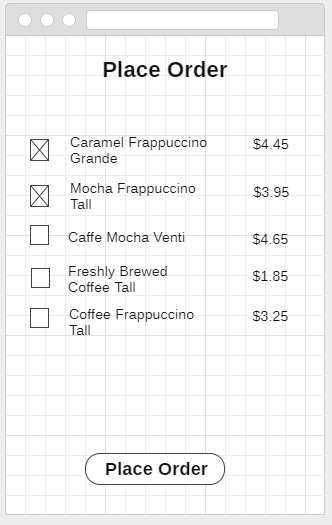 Place Order
Caramel Frappuccino $4.45
Grande
Mocha Frappuccino $3.95
Tall
Caffe Mocha Venti $4.65
Freshly Brewed $1.85
Coffee Tall
Coffee Frappuccino $3.25
Tall
Place Order